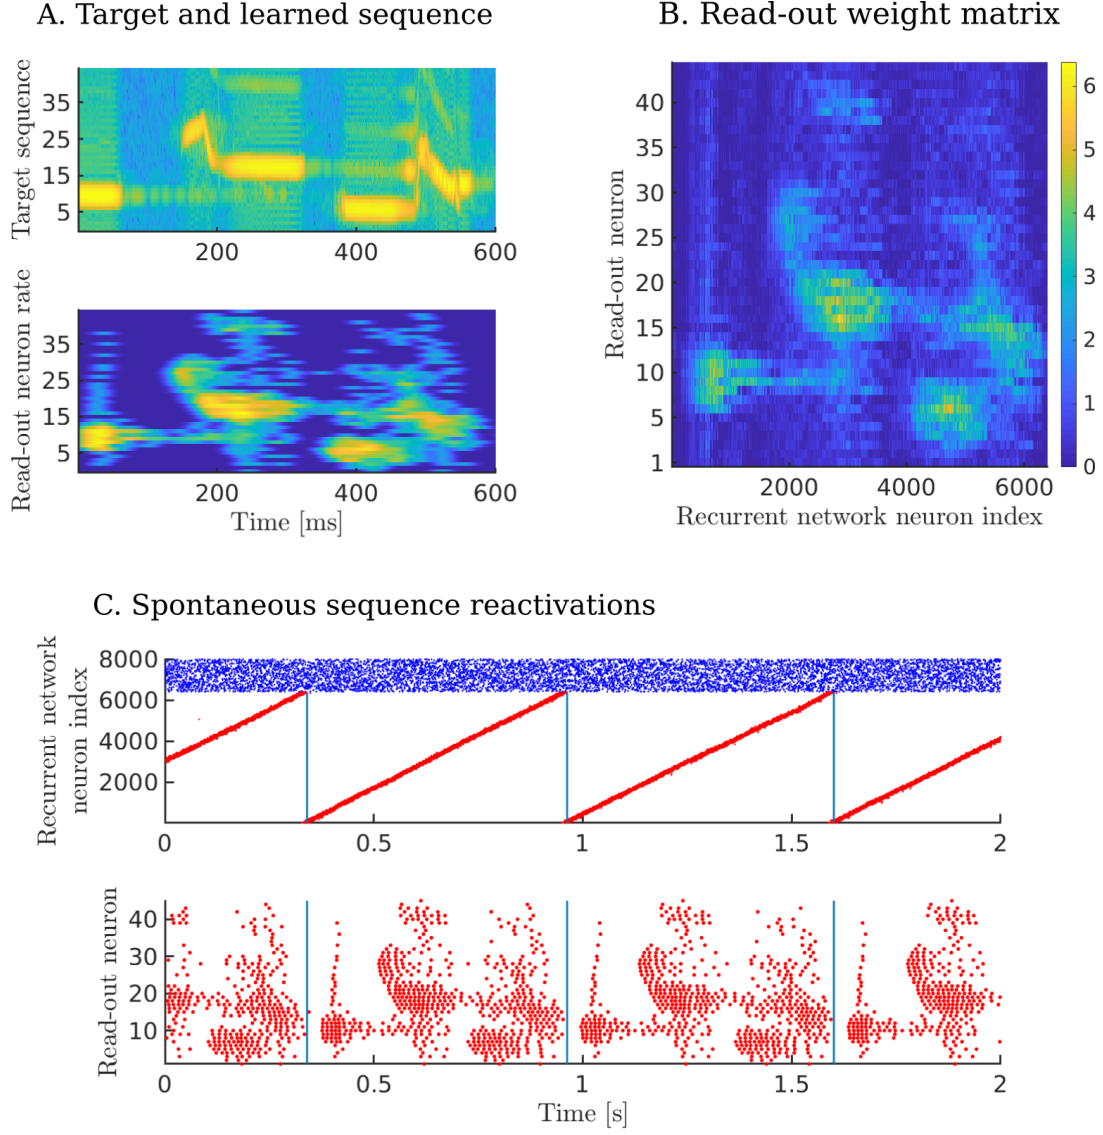 A. Target and learned sequence
Target sequence
35
25
15
5
200 400 600
Read-out neuron rate
35
25
15
5
200 400 600
Time [ms]
B. Read-out weight matrix
Read-out neuron
40
35
30
25
20
15
10
5
1
2000 4000 6000
Recurrent network neuron index
6
5
4
3
2
1
0
C. Spontaneous sequence reactivations
Recurrent network
neuron index
8000
6000
4000
2000
0 0.5 1 1.5 2
Read-out neuron
40
30
20
10
0 0.5 1 1.5 2
Time [s]